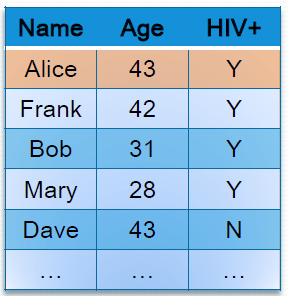 Name Age HIV+
Alice 43 Y
Frank 42 Y
Bob 31 Y
Mary 28 Y
Dave 43 N
... ... ...